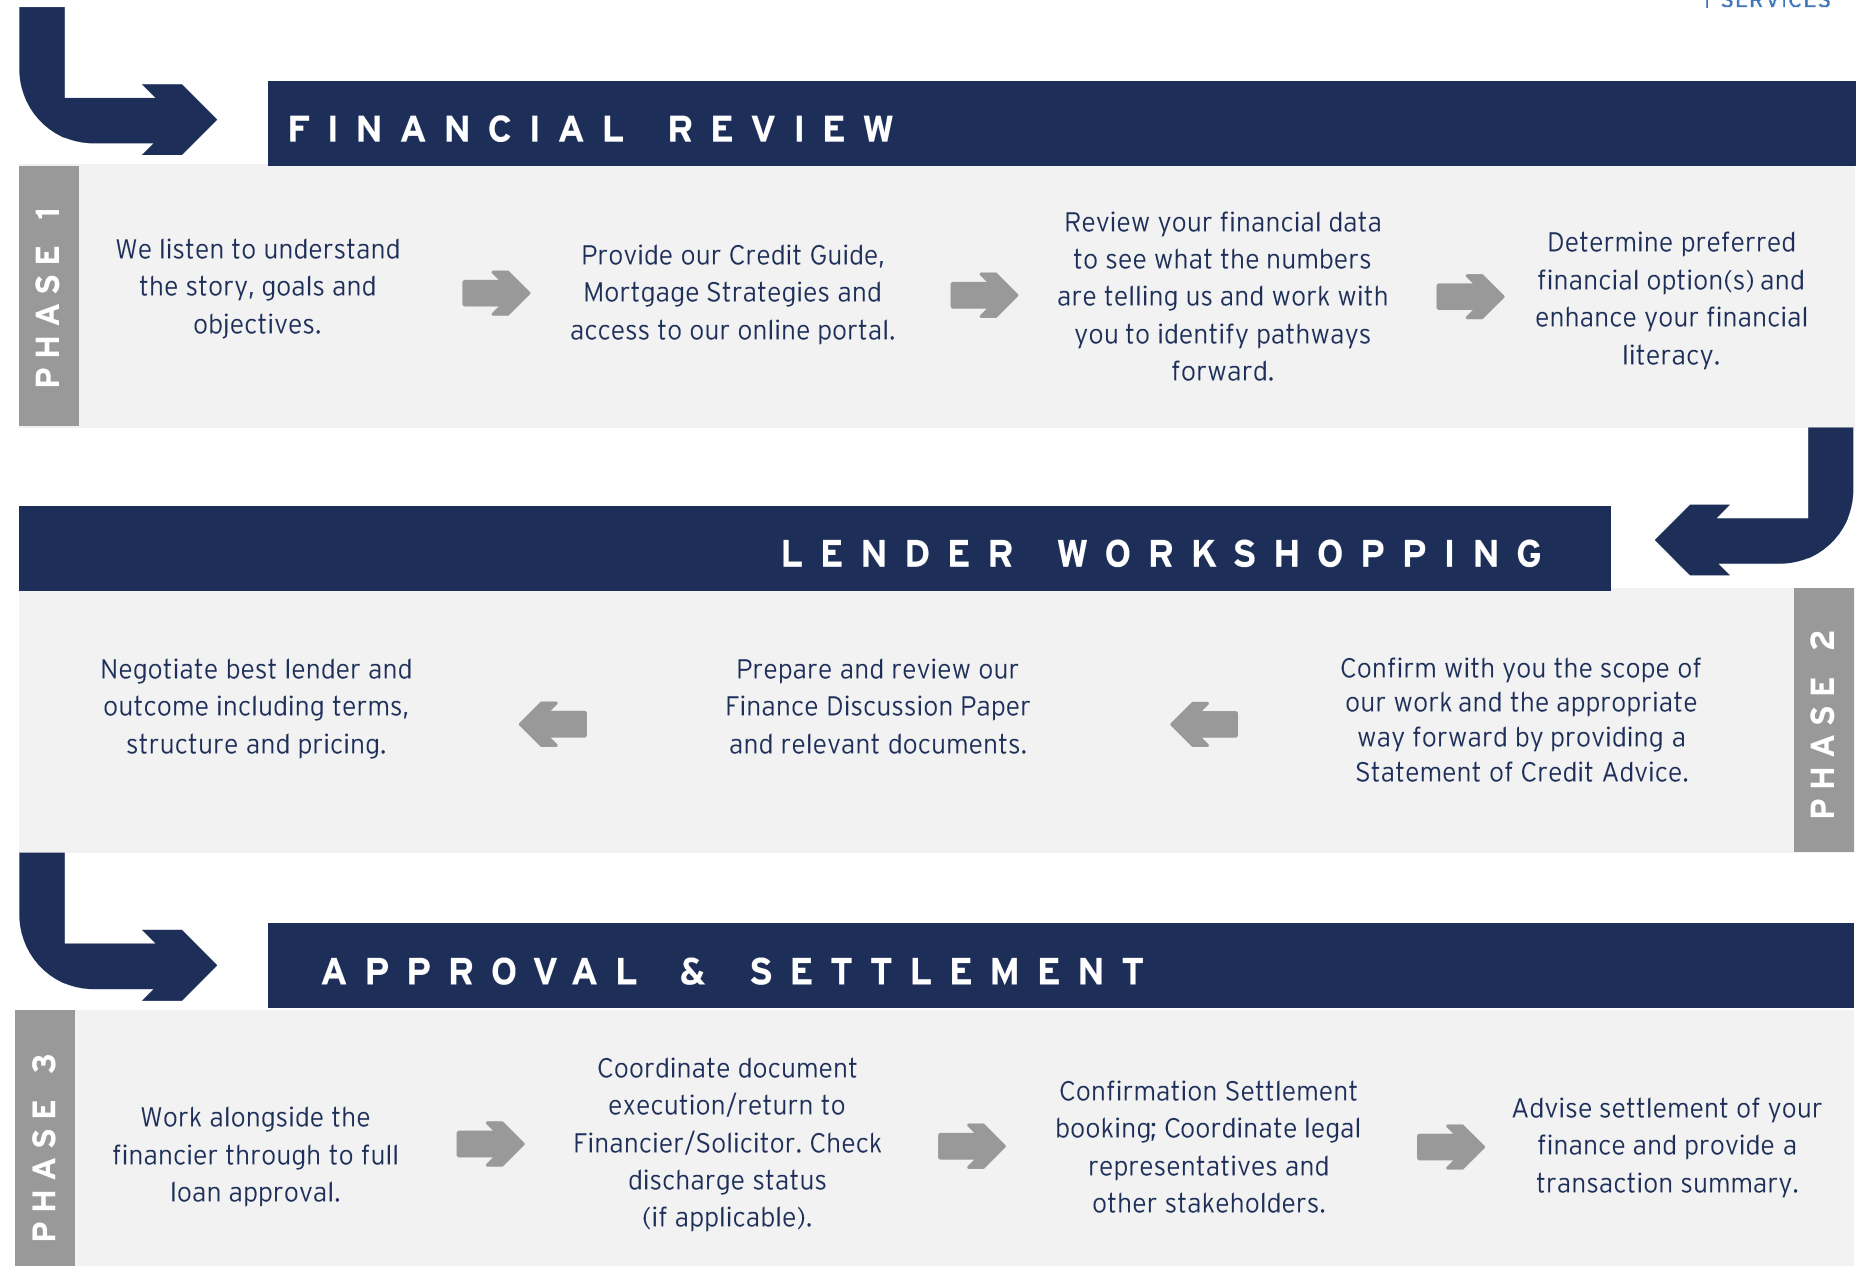 | SERVICES
FINANCIAL REVIEW
PHASE 1
We listen to understand
the story, goals and
objectives.
Provide our Credit Guide,
Mortgage Strategies and
access to our online portal.
Review your financial data
to see what the numbers
are telling us and work with
you to identify pathways
forward.
Determine preferred
financial option(s) and
enhance your financial
literacy.
LENDER WORKSHOPPING
PHASE 2
Confirm with you the scope of
our work and the appropriate
way forward by providing a
Statement of Credit Advice.
Prepare and review our
Finance Discussion Paper
and relevant documents.
Negotiate best lender and
outcome including terms,
structure and pricing.
APPROVAL & SETTLEMENT
PHASE 3
Work alongside the
financier through to full
loan approval.
Coordinate document
execution/return to
Financier/Solicitor. Check
discharge status
(if applicable).
Confirmation Settlement
booking; Coordinate legal
representatives and
other stakeholders.
Advise settlement of your
finance and provide a
transaction summary.